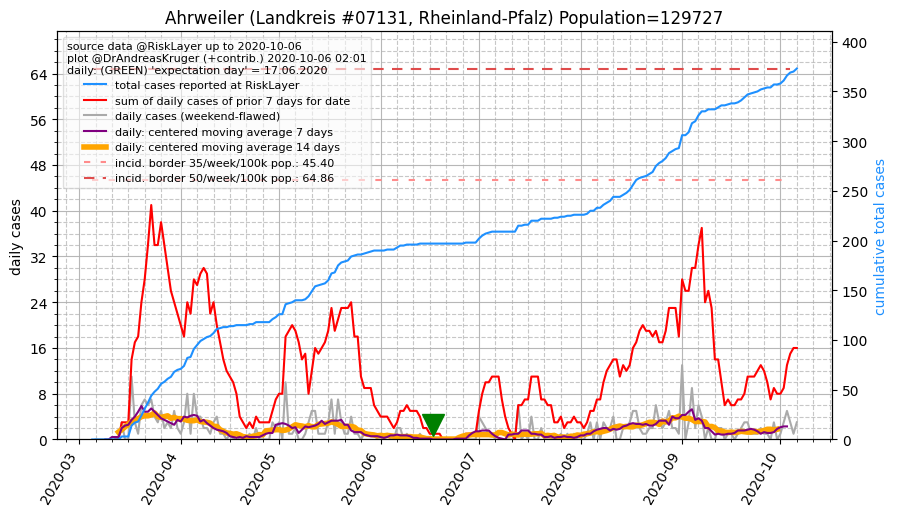 Ahrweiler (Landkreis #07131, Rheinland-Pfalz) Population=129727
source data @RiskLayer up to 2020-10-06
plot @DrAndreasKruger (+contrib.) 2020-10-06 02:01
daily: (GREEN) 'expectation day' = 17.06.2020
total cases reported at RiskLayer
sum of daily cases of prior 7 days for date
daily cases (weekend-flawed)
daily: centered moving average 7 days
daily: centered moving average 14 days
incid. border 35/week/100k pop.: 45.40
incid. border 50/week/100k pop.: 64.86
daily cases
64
56
48
40
32
24
16
8
0
cumulative total cases
400
350
300
250
200
150
100
50
0
2020-03
2020-04
2020-05
2020-06
2020-07
2020-08
2020-09
2020-10